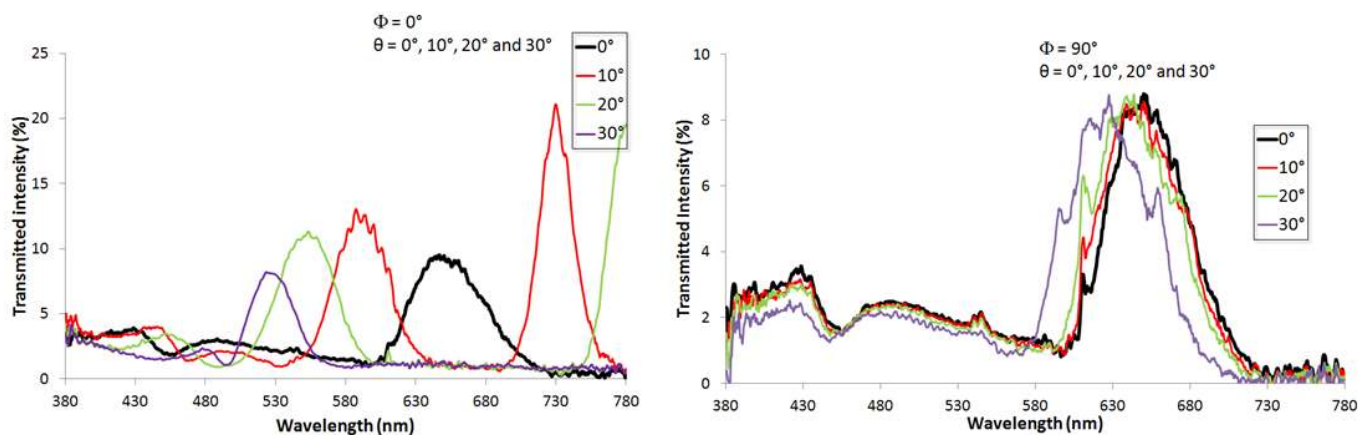 Φ = 0°
θ = 0°, 10°, 20° and 30°
25
20
15
10
5
0
Transmitted intensity (%)
0°
10°
20°
30°
380 430 480 530 580 630 680 730 780
Wavelength (nm)
Φ = 90°
θ = 0°, 10°, 20° and 30°
10
8
6
4
2
0
Transmitted Intensity (%)
0°
10°
20°
30°
380 430 480 530 580 630 680 730 780
Wavelength (nm)